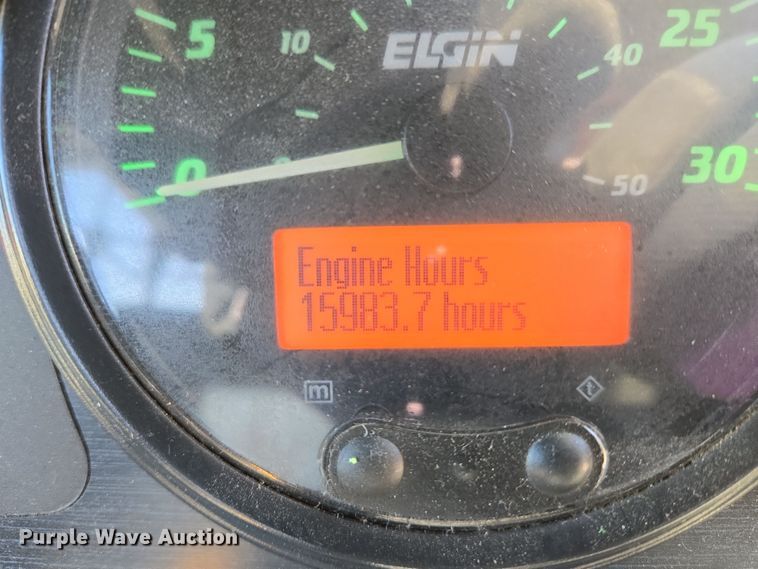 5
10
ELGIN
40
25
0
50
30
Engine Hours
15983.7 hours
m
t
Purple Wave Auction